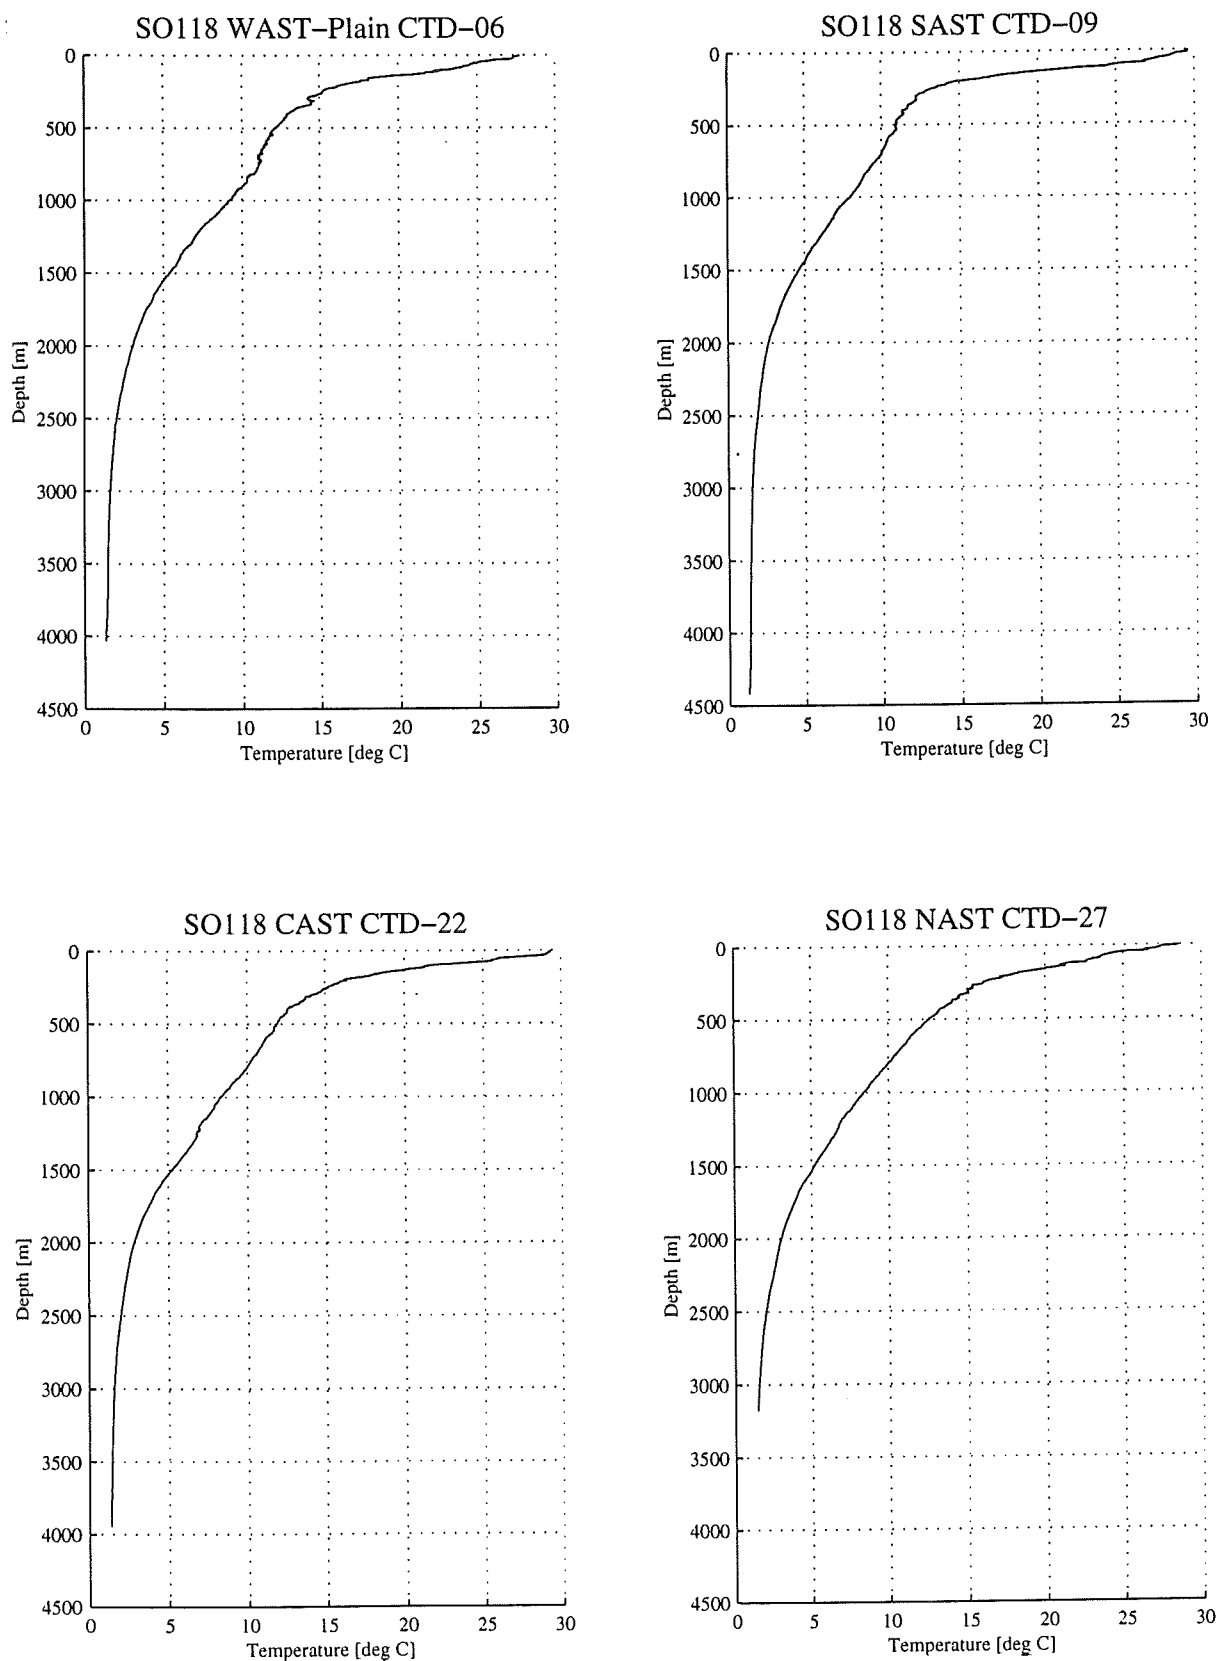 SO118 WAST–Plain CTD–06
0
500
1000
1500
2000
2500
3000
3500
4000
4500
Depth [m]
0 5 10 15 20 25 30
Temperature [deg C]
SO118 SAST CTD–09
0
500
1000
1500
2000
2500
3000
3500
4000
4500
Depth [m]
0 5 10 15 20 25 30
Temperature [deg C]
SO118 CAST CTD–22
0
500
1000
1500
2000
2500
3000
3500
4000
4500
Depth [m]
0 5 10 15 20 25 30
Temperature [deg C]
SO118 NAST CTD–27
0
500
1000
1500
2000
2500
3000
3500
4000
4500
Depth [m]
0 5 10 15 20 25 30
Temperature [deg C]